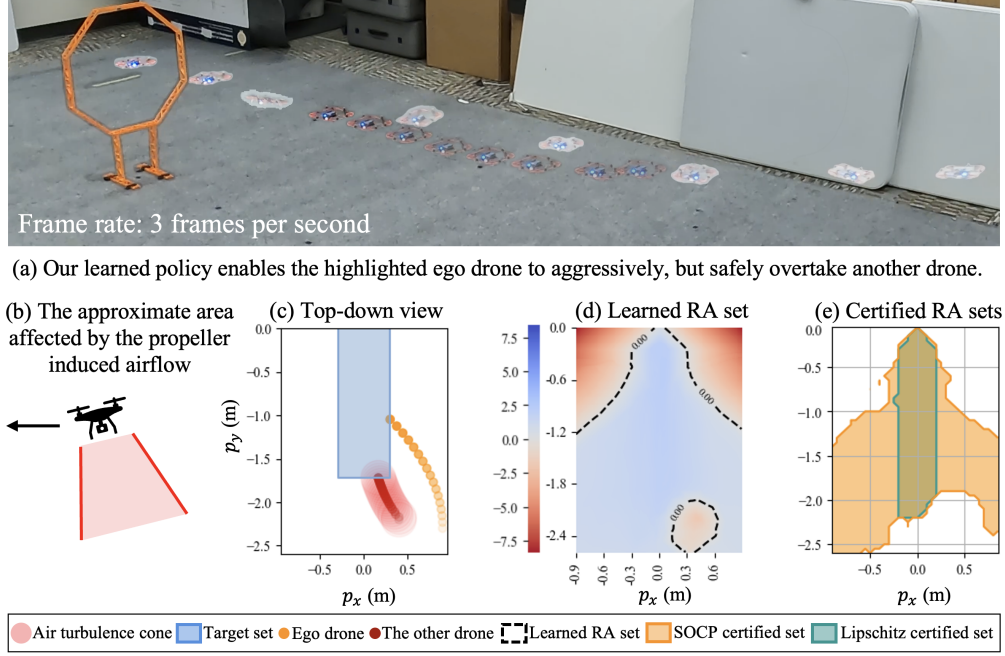 Frame rate: 3 frames per second
(a) Our learned policy enables the highlighted ego drone to aggressively, but safely overtake another drone.
(b) The approximate area
affected by the propeller
induced airflow
(c) Top-down view
0.0
−0.5
−1.0
−1.5
−2.0
−2.5
p_y (m)
−0.5 0.0 0.5
p_x (m)
(d) Learned RA set
7.5
5.0
2.5
0.0
−2.5
−5.0
−7.5
0.0
-0.6
-1.2
-1.8
-2.4
0.00
0.00
0.00
-0.9 -0.6 -0.3 0.0 0.3 0.6
p_x (m)
(e) Certified RA sets
0.0
−0.5
−1.0
−1.5
−2.0
−2.5
−0.5 0.0 0.5
p_x (m)
Air turbulence cone Target set Ego drone The other drone Learned RA set SOCP certified set Lipschitz certified set